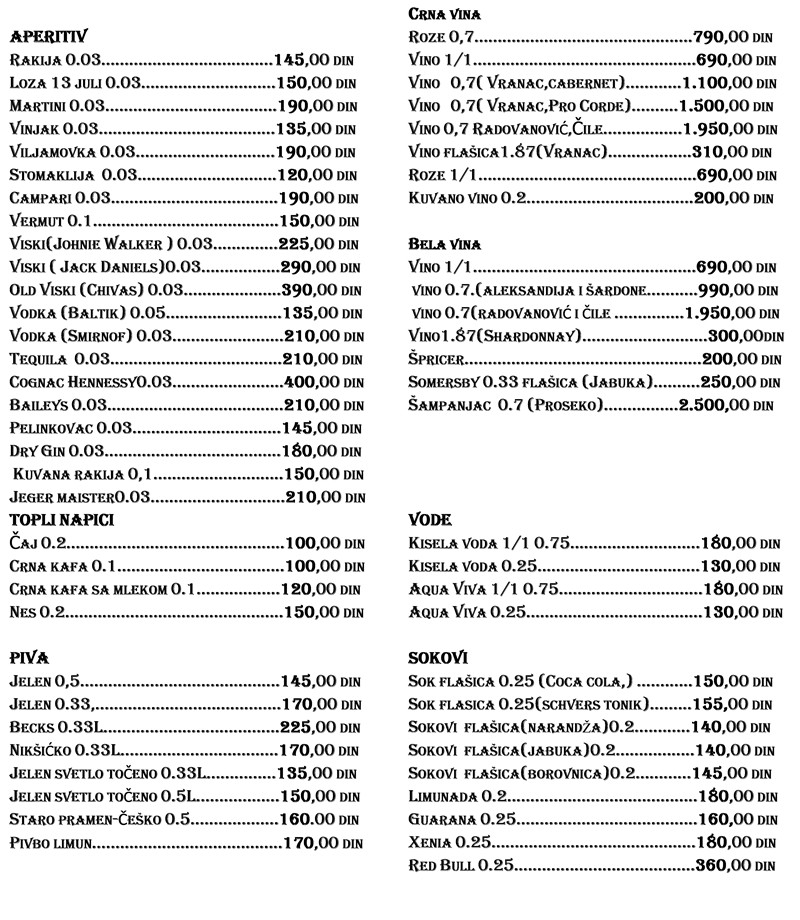 APERITIV
Rakija 0.03.......................................145,00 din
Loza 13 juli 0.03...............................150,00 din
Martini 0.03.......................................190,00 din
Vinjak 0.03........................................135,00 din
Viljamovka 0.03................................190,00 din
Stomaklija 0.03................................120,00 din
Campari 0.03.....................................190,00 din
Vermut 0.1.........................................150,00 din
Viski(Johnie Walker ) 0.03...............225,00 din
Viski ( Jack Daniels)0.03..................290,00 din
Old Viski (Chivas) 0.03......................390,00 din
Vodka (Baltik) 0.05..........................135,00 din
Vodka (Smirnof) 0.03.........................210,00 din
Tequila 0.03.......................................210,00 din
Cognac Hennessy0.03.........................400,00 din
Baileys 0.03.......................................210,00 din
Pelinkovac 0.03.................................145,00 din
Dry Gin 0.03.......................................180,00 din
Kuvana rakija 0,1.............................150,00 din
Jeger maister0.03..............................210,00 din
TOPLI NAPICI
Čaj 0.2.................................................100,00 din
Crna kafa 0.1.....................................100,00 din
Crna kafa sa mlekom 0.1...................120,00 din
Nes 0.2.................................................150,00 din
PIVA
Jelen 0,5.............................................145,00 din
Jelen 0.33,..........................................170,00 din
Becks 0.33L........................................225,00 din
Nikšićko 0.33L...................................170,00 din
Jelen svetlo točeno 0.33L................135,00 din
Jelen svetlo točeno 0.5L...................150,00 din
Staro pramen-Češko 0.5....................160.00 din
Pivbo limun...........................................170,00 din
Crna vina
Roze 0,7.................................................790,00 din
Vino 1/1..................................................690,00 din
Vino 0,7( Vranac,cabernet).............1.100,00 din
Vino 0,7( Vranac,Pro Corde)...........1.500,00 din
Vino 0,7 Radovanović,Čile..................1.950,00 din
Vino flašica1.87(Vranac)...................310,00 din
Roze 1/1.................................................690,00 din
Kuvano vino 0.2.....................................200,00 din
Bela vina
Vino 1/1..................................................690,00 din
vino 0.7.(aleksandija i šardone...........990,00 din
vino 0.7(radovanović i čile ................1.950,00 din
Vino1.87(Shardonnay)............................300,00din
Špricer....................................................200,00 din
Somersby 0.33 flašica (Jabuka)..........250,00 din
Šampanjac 0.7 (Proseko).................2.500,00 din
VODE
Kisela voda 1/1 0.75.............................180,00 din
Kisela voda 0.25....................................130,00 din
Aqua Viva 1/1 0.75................................180,00 din
Aqua Viva 0.25.......................................130,00 din
SOKOVI
Sok flašica 0.25 (Coca cola,) ............150,00 din
Sok flasica 0.25(schvers tonik).........155,00 din
Sokovi flašica(narandža)0.2............140,00 din
Sokovi flašica(jabuka)0.2.................140,00 din
Sokovi flašica(borovnica)0.2............145,00 din
Limunada 0.2..........................................180,00 din
Guarana 0.25........................................160,00 din
Xenia 0.25..............................................180,00 din
Red Bull 0.25.........................................360,00 din